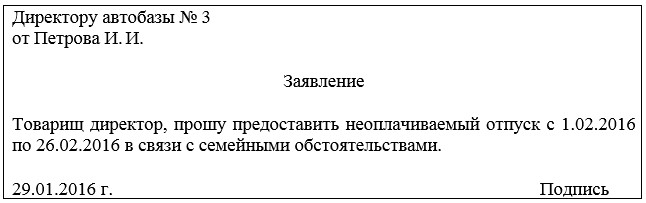 Директору автобазы № 3
от Петрова И. И.
Заявление
Товарищ директор, прошу предоставить неоплачиваемый отпуск с 1.02.2016
по 26.02.2016 в связи с семейными обстоятельствами.
29.01.2016 г. Подпись